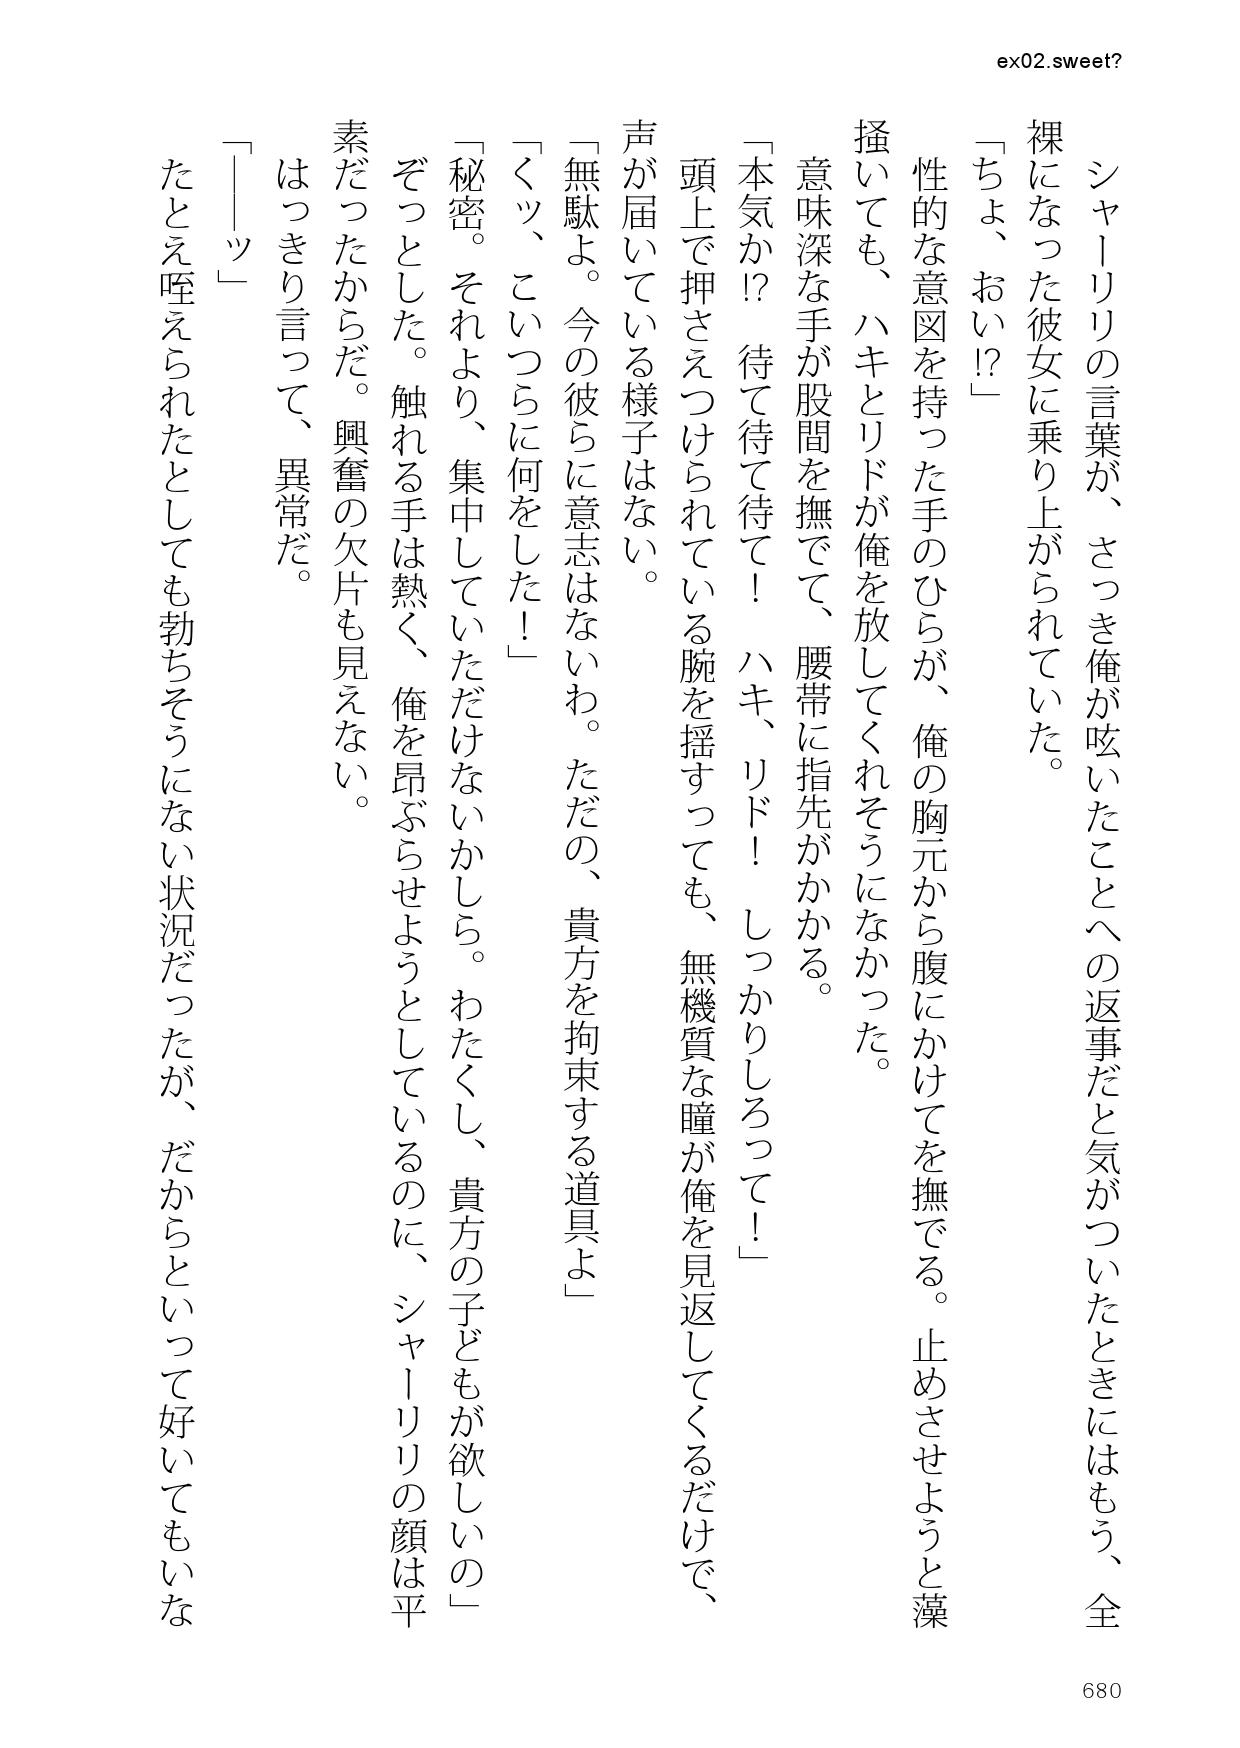 ex02.sweet?
　シャーリリの言葉が、さっき俺が呟いたことへの返事だと気がついたときにはもう、全
裸になった彼女に乗り上がられていた。
「ちょ、おい!?」
　性的な意図を持った手のひらが、俺の胸元から腹にかけてを撫でる。止めさせようと藻
掻いても、ハキとリドが俺を放してくれそうになかった。
　意味深な手が股間を撫でて、腰帯に指先がかかる。
「本気か!?　待て待て待て！　ハキ、リド！　しっかりしろって！」
　頭上で押さえつけられている腕を揺すっても、無機質な瞳が俺を見返してくるだけで、
声が届いている様子はない。
「無駄よ。今の彼らに意志はないわ。ただの、貴方を拘束する道具よ」
「くッ、こいつらに何をした！」
「秘密。それより、集中していただけないかしら。わたくし、貴方の子どもが欲しいの」
　ぞっとした。触れる手は熱く、俺を昂ぶらせようとしているのに、シャーリリの顔は平
素だったからだ。興奮の欠片も見えない。
　はっきり言って、異常だ。
「――ッ」
　たとえ咥えられたとしても勃ちそうにない状況だったが、だからといって好いてもいな
680